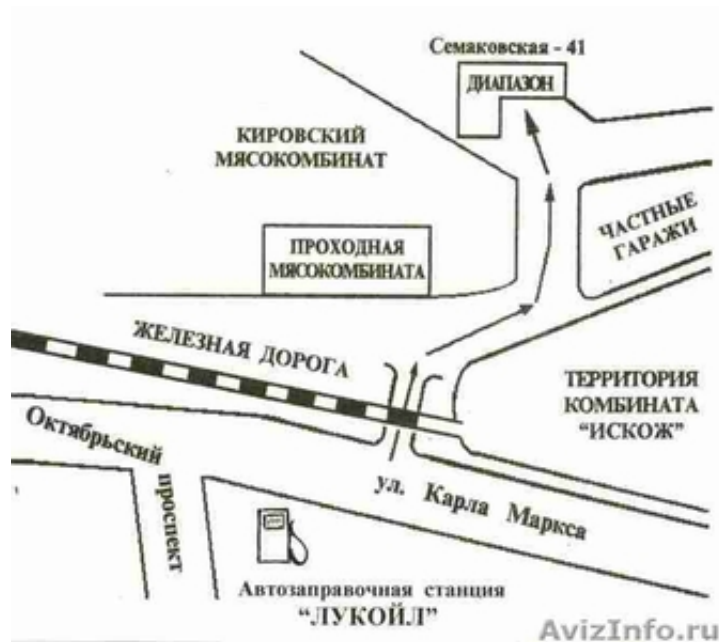 Семаковская - 41
ДИАПАЗОН
КИРОВСКИЙ
МЯСОКОМБИНАТ
ЧАСТНЫЕ
ГАРАЖИ
ПРОХОДНАЯ
МЯСОКОМБИНАТА
ЖЕЛЕЗНАЯ ДОРОГА
ТЕРРИТОРИЯ
КОМБИНАТА
“ИСКОЖ”
Октябрьский
проспект
ул. Карла Маркса
Автозаправочная станция
“ЛУКОЙЛ”
AvizInfo.ru